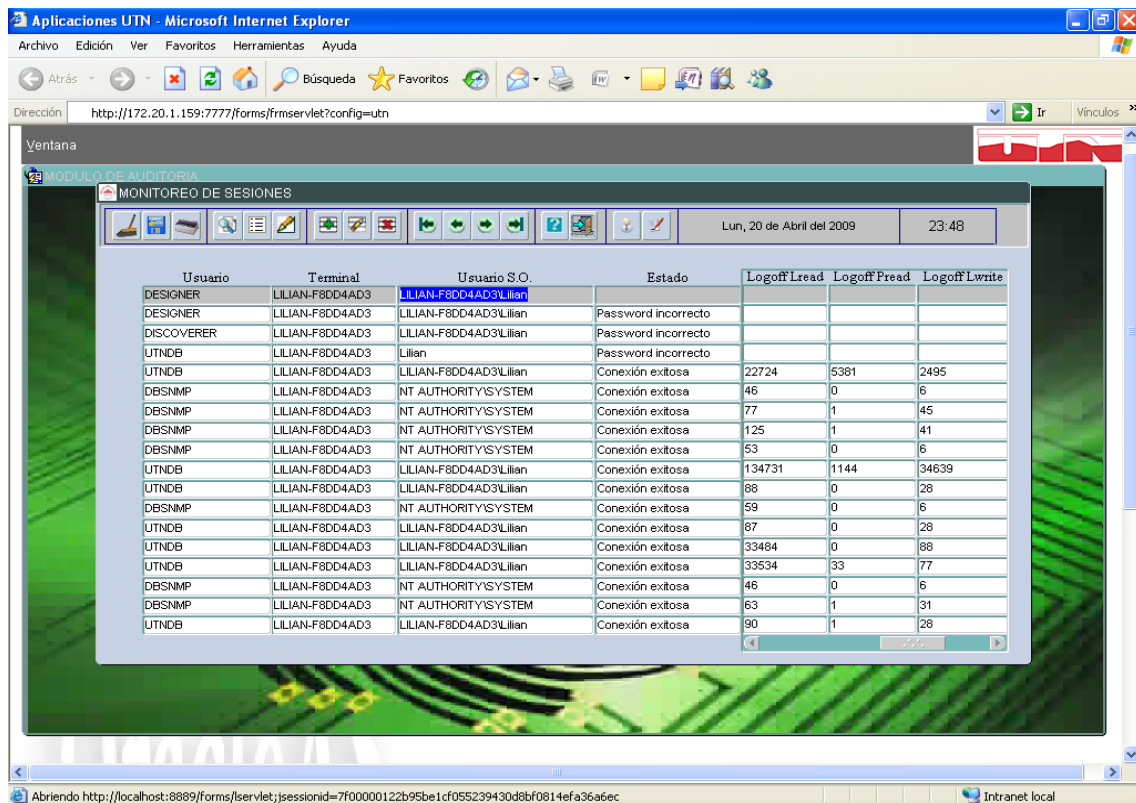 Aplicaciones UTN - Microsoft Internet Explorer
Archivo Edición Ver Favoritos Herramientas Ayuda
Atrás Búsqueda Favoritos
Dirección http://172.20.1.159:7777/forms/frmservlet?config=utn Ir Vínculos »
Ventana
MODULO DE AUDITORIA
MONITOREO DE SESIONES
Lun, 20 de Abril del 2009 23:48
Usuario Terminal Usuario S.O. Estado Logoff Lread Logoff Pread Logoff Lwrite
DESIGNER LILIAN-F8DD4AD3 LILIAN-F8DD4AD3\Lilian
DESIGNER LILIAN-F8DD4AD3 LILIAN-F8DD4AD3\Lilian Password incorrecto
DISCOVERER LILIAN-F8DD4AD3 LILIAN-F8DD4AD3\Lilian Password incorrecto
UTNDB LILIAN-F8DD4AD3 Lilian Password incorrecto
UTNDB LILIAN-F8DD4AD3 LILIAN-F8DD4AD3\Lilian Conexión exitosa 22724 5381 2495
DBSNMP LILIAN-F8DD4AD3 NT AUTHORITY\SYSTEM Conexión exitosa 46 0 6
DBSNMP LILIAN-F8DD4AD3 NT AUTHORITY\SYSTEM Conexión exitosa 77 1 45
DBSNMP LILIAN-F8DD4AD3 NT AUTHORITY\SYSTEM Conexión exitosa 125 1 41
DBSNMP LILIAN-F8DD4AD3 NT AUTHORITY\SYSTEM Conexión exitosa 53 0 6
UTNDB LILIAN-F8DD4AD3 LILIAN-F8DD4AD3\Lilian Conexión exitosa 134731 1144 34639
UTNDB LILIAN-F8DD4AD3 LILIAN-F8DD4AD3\Lilian Conexión exitosa 88 0 28
DBSNMP LILIAN-F8DD4AD3 NT AUTHORITY\SYSTEM Conexión exitosa 59 0 6
UTNDB LILIAN-F8DD4AD3 LILIAN-F8DD4AD3\Lilian Conexión exitosa 87 0 28
UTNDB LILIAN-F8DD4AD3 LILIAN-F8DD4AD3\Lilian Conexión exitosa 33484 0 88
UTNDB LILIAN-F8DD4AD3 LILIAN-F8DD4AD3\Lilian Conexión exitosa 33534 33 77
DBSNMP LILIAN-F8DD4AD3 NT AUTHORITY\SYSTEM Conexión exitosa 46 0 6
DBSNMP LILIAN-F8DD4AD3 NT AUTHORITY\SYSTEM Conexión exitosa 63 1 31
UTNDB LILIAN-F8DD4AD3 LILIAN-F8DD4AD3\Lilian Conexión exitosa 90 1 28
Abriendo http://localhost:8889/forms/lservlet;jsessionid=7f00000122b95be1cf055239430d8bf0814efa36a6ec Intranet local